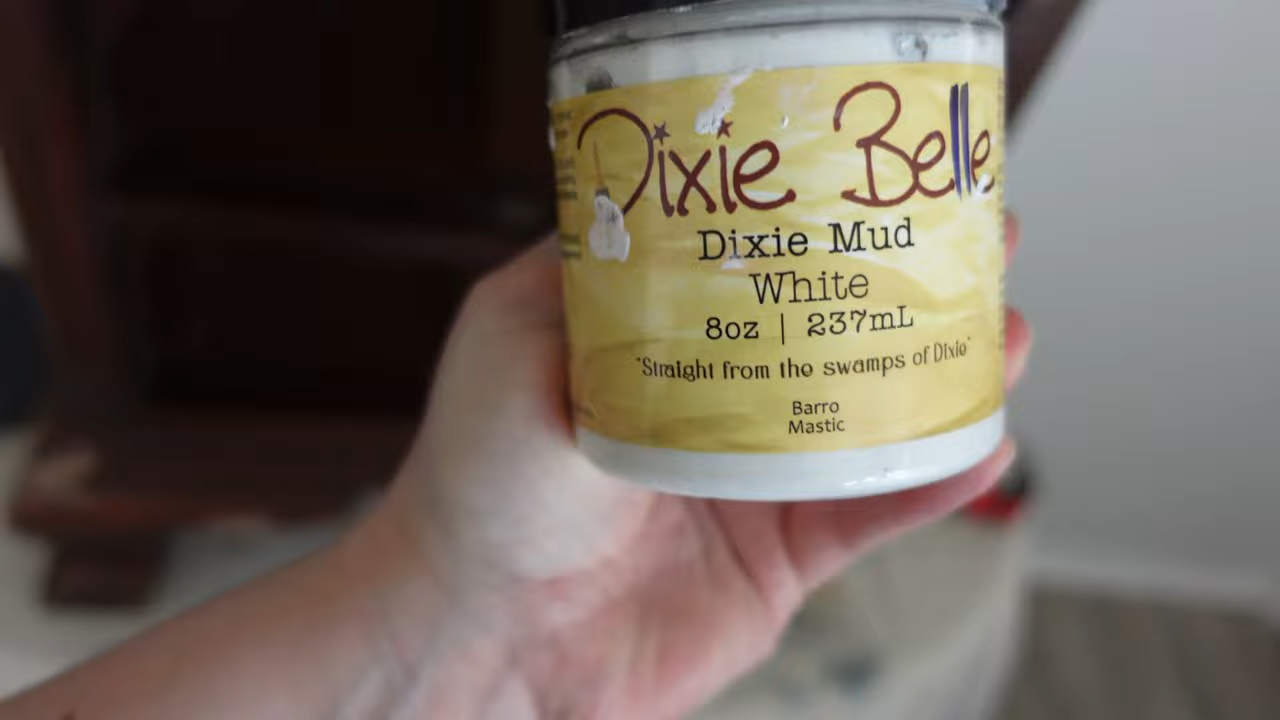 Dixie Belle
Dixie Mud
White
8oz | 237mL
"Straight from the swamps of Dixie"
Barro
Mastic